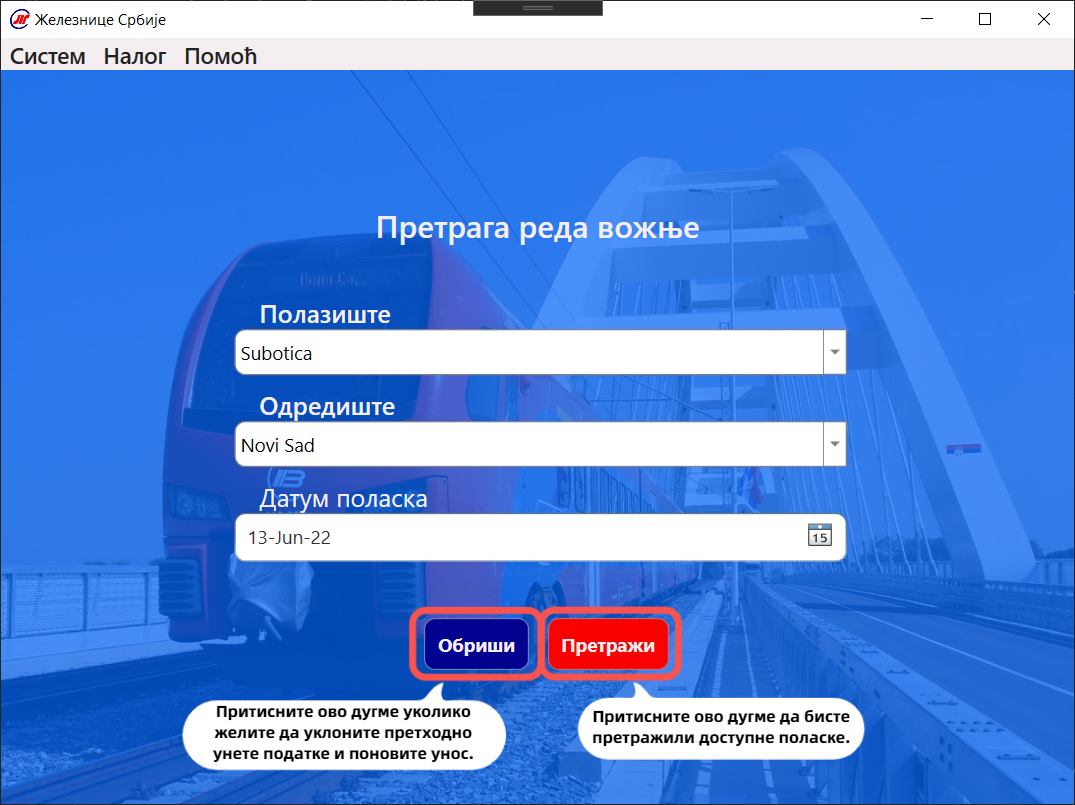 Железнице Србије
Систем Налог Помоћ
Претрага реда вожње
Полазиште
Subotica
Одредиште
Novi Sad
Датум поласка
13-Jun-22
15
Обриши Претражи
Притисните ово дугме уколико
желите да уклоните претходно
унете податке и поновите унос.
Притисните ово дугме да бисте
претражили доступне поласке.